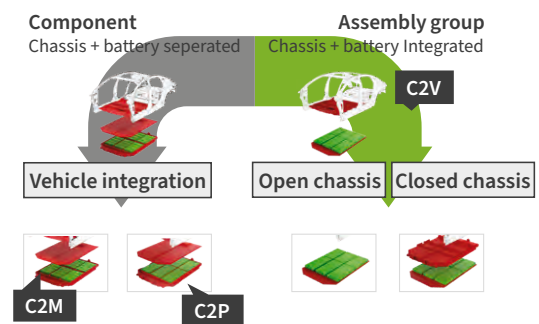 Component
Chassis + battery seperated
Assembly group
Chassis + battery Integrated
C2V
Vehicle integration
Open chassis
Closed chassis
C2M
C2P